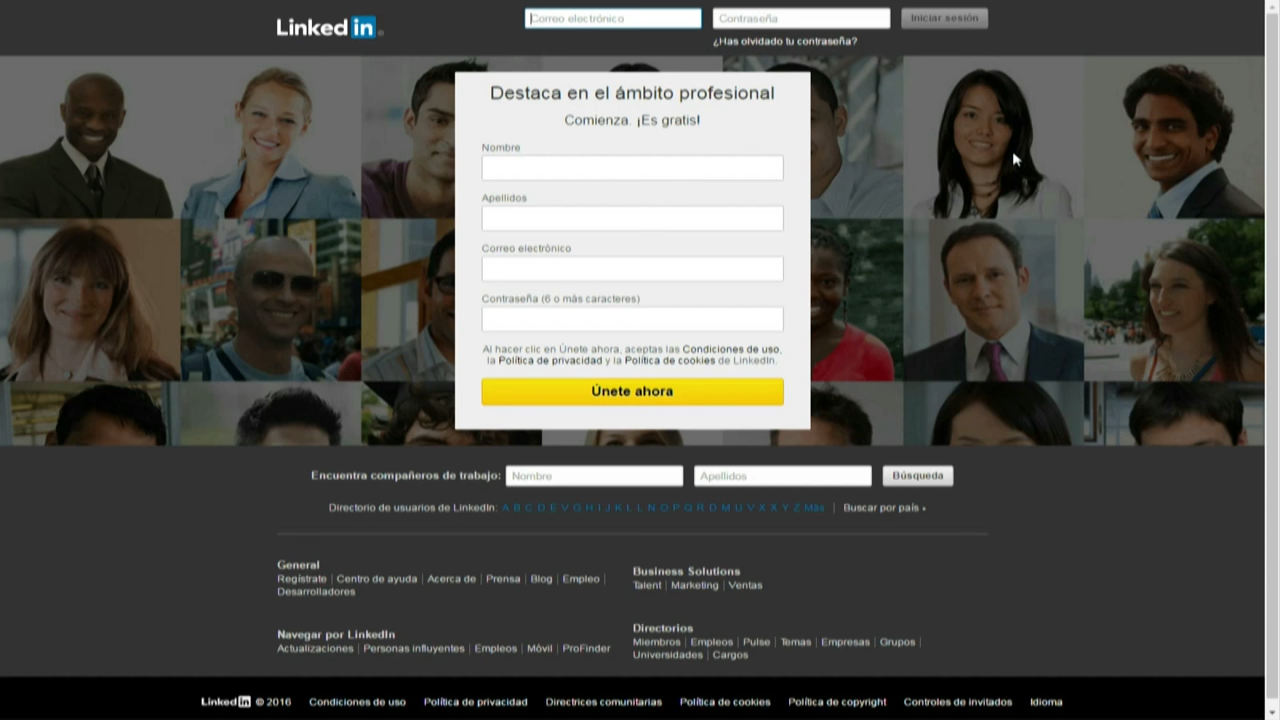 Linked in
Correo electrónico
Contraseña
Iniciar sesión
¿Has olvidado tu contraseña?
Destaca en el ámbito profesional
Comienza. ¡Es gratis!
Nombre
Apellidos
Correo electrónico
Contraseña (6 o más caracteres)
Al hacer clic en Únete ahora, aceptas las Condiciones de uso,
la Política de privacidad y la Política de cookies de LinkedIn.
Únete ahora
Encuentra compañeros de trabajo: Nombre Apellidos Búsqueda
Directorio de usuarios de LinkedIn: A B C D E V G H I J K L L N O P Q R D M U V X X Y Z Más | Buscar por país
General
Regístrate | Centro de ayuda | Acerca de | Prensa | Blog | Empleo |
Desarrolladores
Business Solutions
Talent | Marketing | Ventas
Navegar por LinkedIn
Actualizaciones | Personas influyentes | Empleos | Móvil | ProFinder
Directorios
Miembros | Empleos | Pulse | Temas | Empresas | Grupos |
Universidades | Cargos
Linked in © 2016 Condiciones de uso Política de privacidad Directrices comunitarias Política de cookies Política de copyright Controles de invitados Idioma